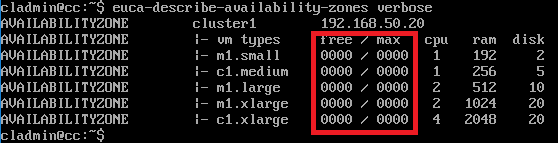 cladmin@cc:~$ euca-describe-availability-zones verbose
AVAILABILITYZONE cluster1 192.168.50.20
AVAILABILITYZONE |- vm types free / max cpu ram disk
AVAILABILITYZONE |- m1.small 0000 / 0000 1 192 2
AVAILABILITYZONE |- c1.medium 0000 / 0000 1 256 5
AVAILABILITYZONE |- m1.large 0000 / 0000 2 512 10
AVAILABILITYZONE |- m1.xlarge 0000 / 0000 2 1024 20
AVAILABILITYZONE |- c1.xlarge 0000 / 0000 4 2048 20
cladmin@cc:~$